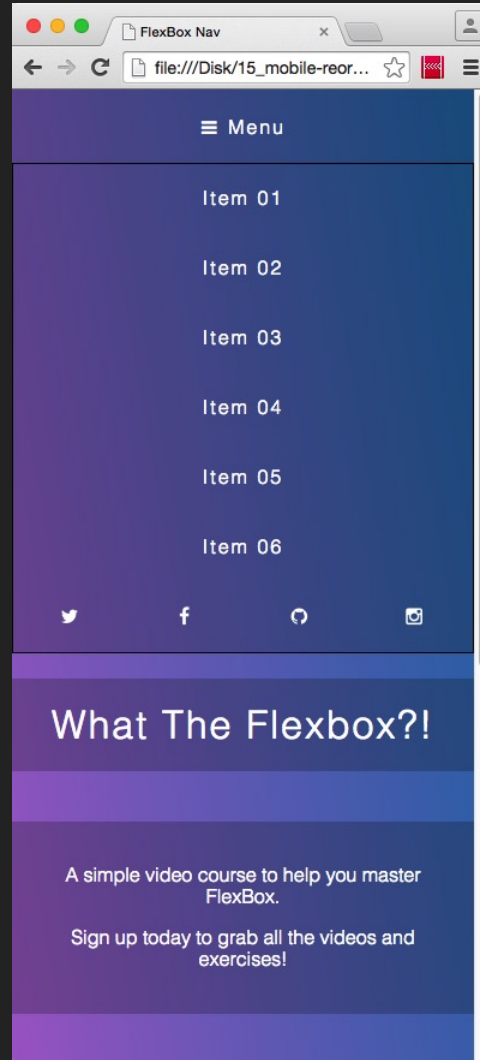 FlexBox Nav
file:///Disk/15_mobile-reor...
Menu
Item 01
Item 02
Item 03
Item 04
Item 05
Item 06
What The Flexbox?!
A simple video course to help you master
FlexBox.
Sign up today to grab all the videos and
exercises!